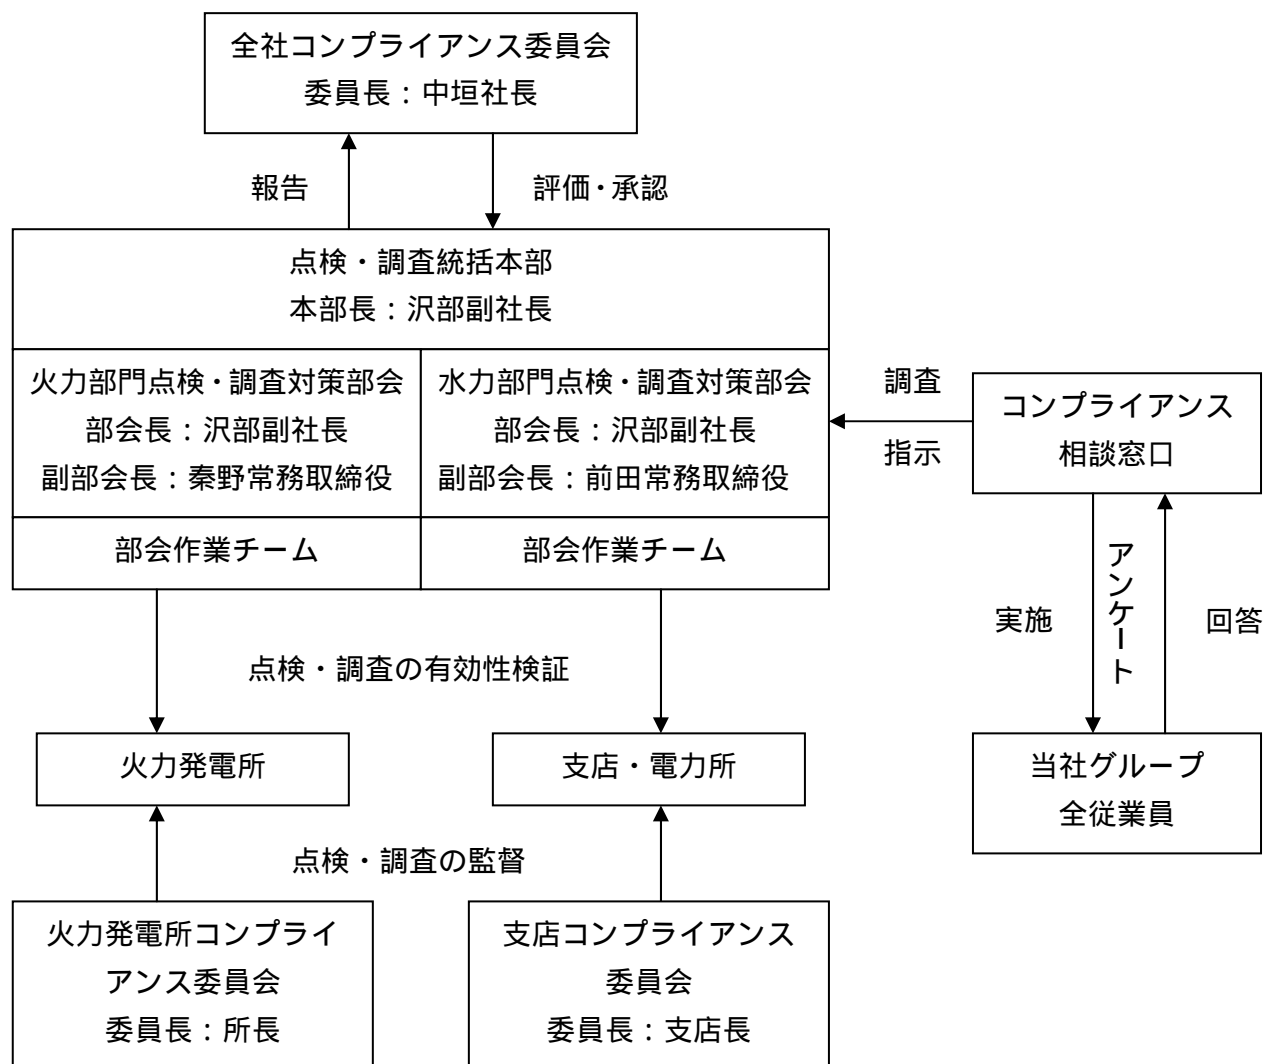 全社コンプライアンス委員会
委員長：中垣社長
報告
評価・承認
点検・調査統括本部
本部長：沢部副社長
火力部門点検・調査対策部会
部会長：沢部副社長
副部会長：秦野常務取締役
水力部門点検・調査対策部会
部会長：沢部副社長
副部会長：前田常務取締役
部会作業チーム
部会作業チーム
調査
指示
コンプライアンス
相談窓口
実施
アンケート
回答
点検・調査の有効性検証
火力発電所
支店・電力所
当社グループ
全従業員
点検・調査の監督
火力発電所コンプライ
アンス委員会
委員長：所長
支店コンプライアンス
委員会
委員長：支店長